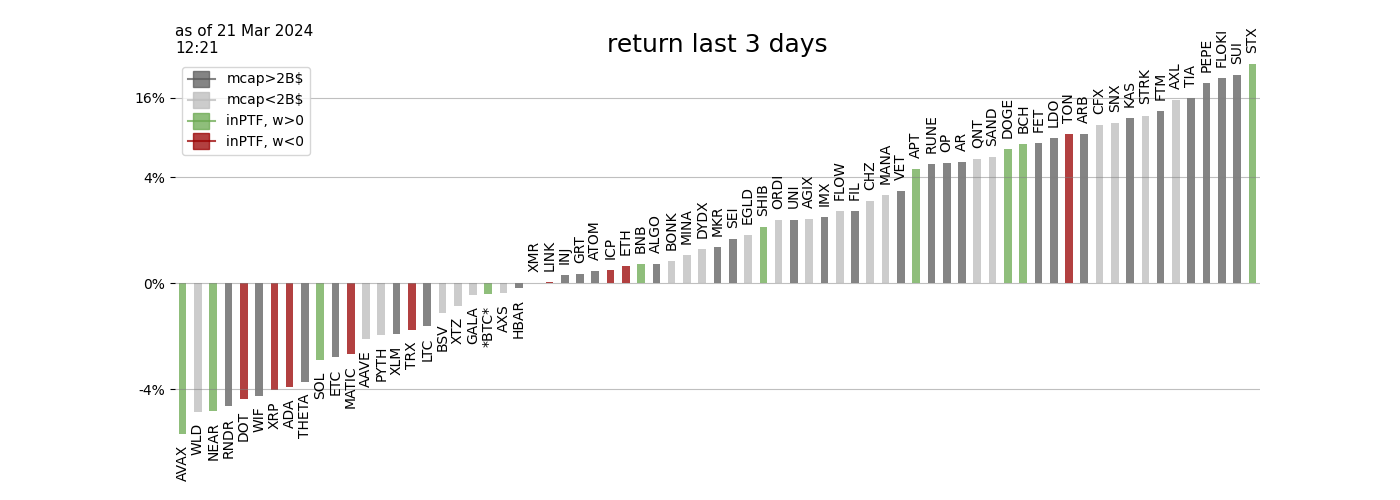 as of 21 Mar 2024
12:21
return last 3 days
mcap>2B$
mcap<2B$
inPTF, w>0
inPTF, w<0
16%
4%
0%
-4%
AVAX
WLD
NEAR
RNDR
DOT
WIF
XRP
ADA
THETA
SOL
ETC
MATIC
AAVE
PYTH
XLM
TRX
LTC
BSV
XTZ
GALA
*BTC*
AXS
HBAR
XMR
LINK
INJ
GRT
ATOM
ICP
ETH
BNB
ALGO
BONK
MINA
DYDX
MKR
SEI
EGLD
SHIB
ORDI
UNI
AGIX
IMX
FLOW
FIL
CHZ
MANA
VET
APT
RUNE
OP
AR
QNT
SAND
DOGE
BCH
FET
LDO
TON
ARB
CFX
SNX
KAS
STRK
FTM
AXL
TIA
PEPE
FLOKI
SUI
STX